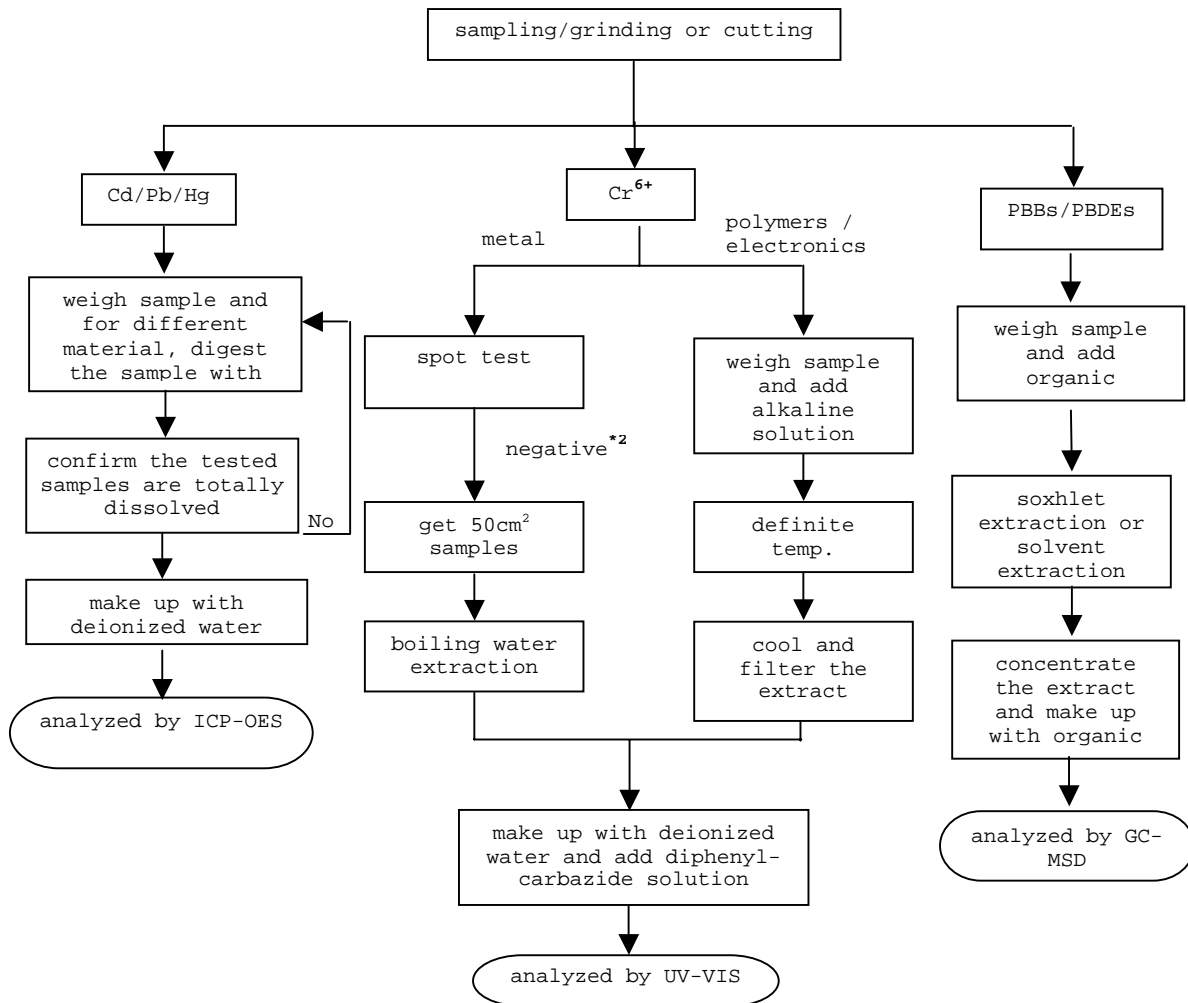 sampling/grinding or cutting
Cd/Pb/Hg
weigh sample and
for different
material, digest
the sample with
No
confirm the tested
samples are totally
dissolved
make up with
deionized water
analyzed by ICP-OES
Cr⁶⁺
metal
spot test
negative*²
get 50cm²
samples
boiling water
extraction
polymers /
electronics
weigh sample
and add
alkaline
solution
definite
temp.
cool and
filter the
extract
make up with deionized
water and add diphenyl-
carbazide solution
analyzed by UV-VIS
PBBs/PBDEs
weigh sample
and add
organic
soxhlet
extraction or
solvent
extraction
concentrate
the extract
and make up
with organic
analyzed by GC-
MSD